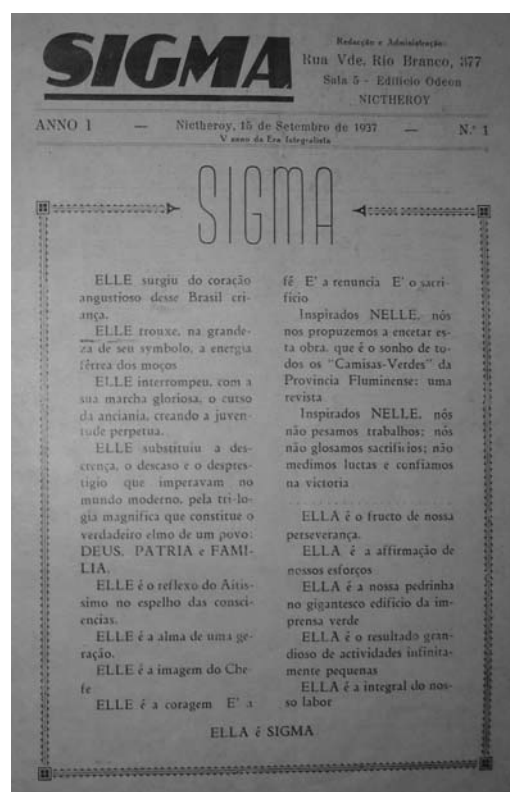 SIGMA
Redacção e Administração:
Rua Vde. Rio Branco, 377
Sala 5 - Edificio Odeon
NICTHEROY
ANNO 1 — Nictheroy, 15 de Setembro de 1937 — N.º 1
V anno da Era Integralista
SIGMA
ELLE surgiu do coração
angustioso desse Brasil cri-
ança.
ELLE trouxe, na grande-
za de seu symbolo, a energia
férrea dos moços
ELLE interrompeu, com a
sua marcha gloriosa, o curso
da anciania, creando a juven-
tude perpetua.
ELLE substituiu a des-
crença, o descaso e o despres-
tigio que imperavam no
mundo moderno, pela tri-lo-
gia magnifica que constitue o
verdadeiro elmo de um povo:
DEUS, PATRIA e FAMI-
LIA.
ELLE é o reflexo do Altis-
simo no espelho das consci-
encias.
ELLE é a alma de uma ge-
ração.
ELLE é a imagem do Che-
fe
ELLE é a coragem E' a
fé E' a renuncia E' o sacri-
ficio
Inspirados NELLE, nós
nos propuzemos a encetar es-
ta obra, que é o sonho de to-
dos os "Camisas-Verdes" da
Provincia Fluminense: uma
revista
Inspirados NELLE, nós
não pesamos trabalhos; nós
não glosamos sacrificios; não
medimos luctas e confiamos
na victoria
ELLA é o fructo de nossa
perseverança.
ELLA é a affirmação de
nossos esforços
ELLA é a nossa pedrinha
no gigantesco edificio da im-
prensa verde
ELLA é o resultado gran-
dioso de actividades infinita-
mente pequenas
ELLA é a integral do nos-
so labor
ELLA é SIGMA